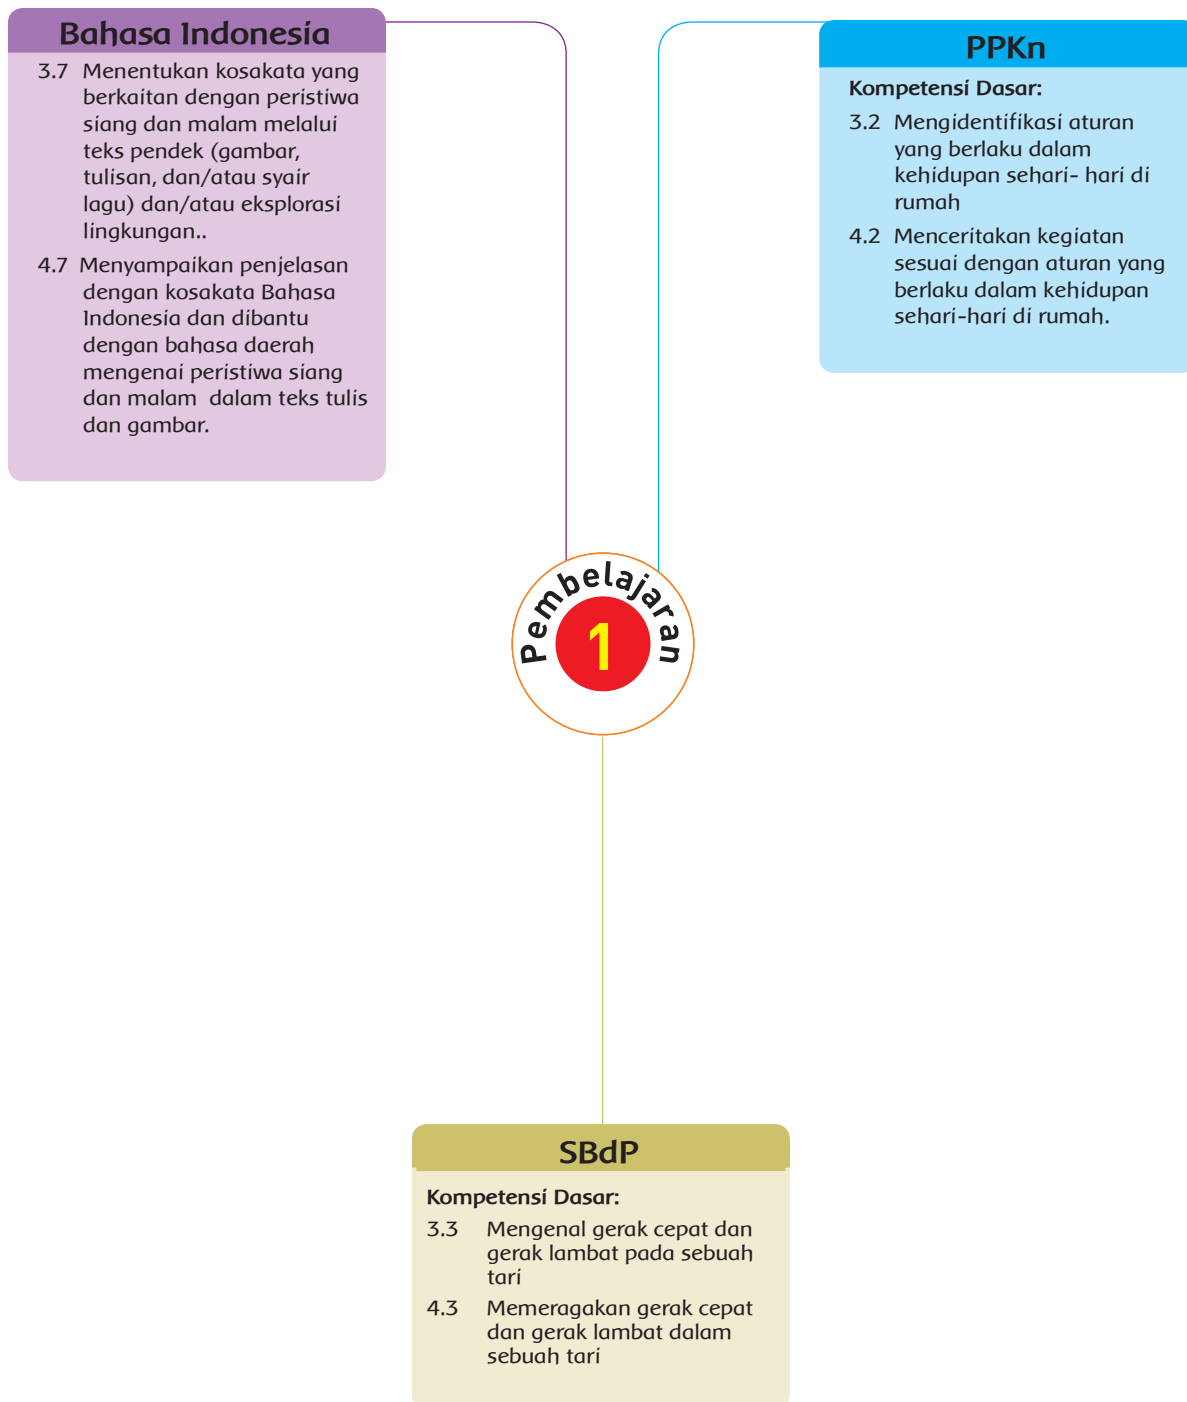 Bahasa Indonesia
3.7 Menentukan kosakata yang
berkaitan dengan peristiwa
siang dan malam melalui
teks pendek (gambar,
tulisan, dan/atau syair
lagu) dan/atau eksplorasi
lingkungan..
4.7 Menyampaikan penjelasan
dengan kosakata Bahasa
Indonesia dan dibantu
dengan bahasa daerah
mengenai peristiwa siang
dan malam dalam teks tulis
dan gambar.
PPKn
Kompetensi Dasar:
3.2 Mengidentifikasi aturan
yang berlaku dalam
kehidupan sehari- hari di
rumah
4.2 Menceritakan kegiatan
sesuai dengan aturan yang
berlaku dalam kehidupan
sehari-hari di rumah.
Pembelajaran
1
SBdP
Kompetensi Dasar:
3.3 Mengenal gerak cepat dan
gerak lambat pada sebuah
tari
4.3 Memeragakan gerak cepat
dan gerak lambat dalam
sebuah tari